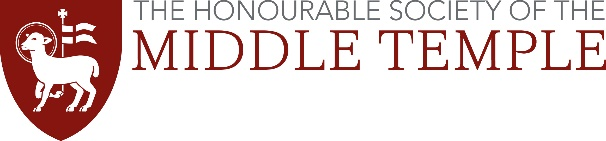 THE HONOURABLE SOCIETY OF THE
MIDDLE TEMPLE